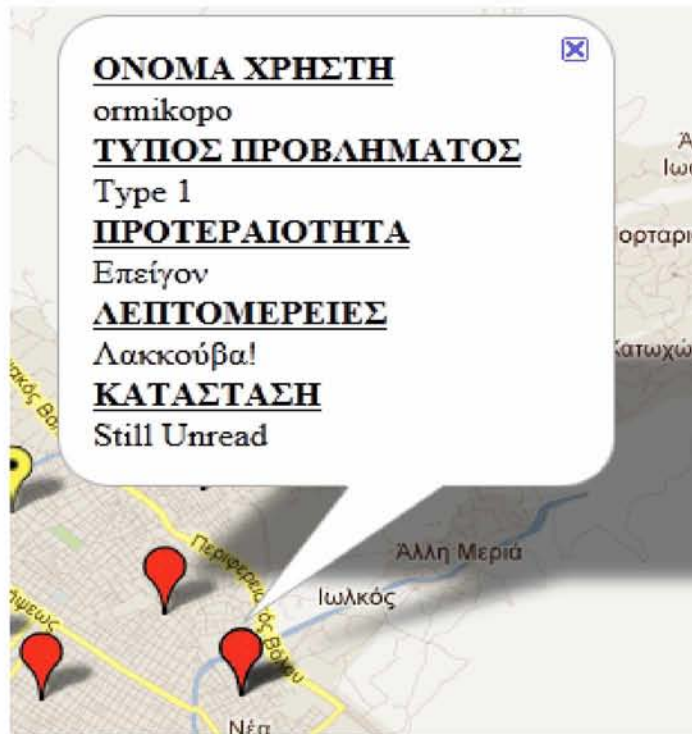 ΟΝΟΜΑ ΧΡΗΣΤΗ
ormikopo
ΤΥΠΟΣ ΠΡΟΒΛΗΜΑΤΟΣ
Type 1
ΠΡΟΤΕΡΑΙΟΤΗΤΑ
Επείγον
ΛΕΠΤΟΜΕΡΕΙΕΣ
Λακκούβα!
ΚΑΤΑΣΤΑΣΗ
Still Unread
Άλλη Μεριά
Ιωλκός
Περιφερειακός Βόλου
Νέα